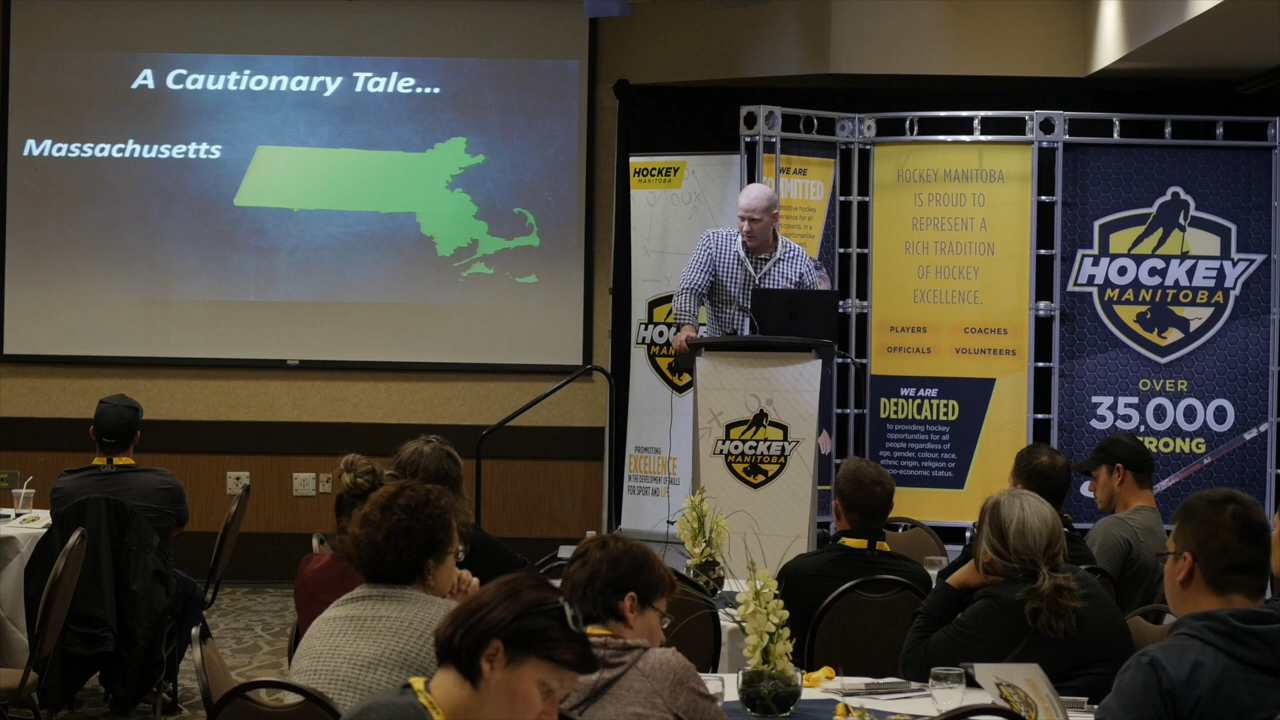 A Cautionary Tale...
Massachusetts
HOCKEY
MANITOBA
WE ARE
HOCKEY MANITOBA
IS PROUD TO
REPRESENT A
RICH TRADITION
OF HOCKEY
EXCELLENCE.
PLAYERS COACHES
OFFICIALS VOLUNTEERS
WE ARE
DEDICATED
to providing hockey
opportunities for all
people regardless of
age, gender, colour, race,
ethnic origin, religion or
socio-economic status.
HOCKEY
MANITOBA
OVER
35,000
STRONG
HOCKEY
MANITOBA
PROMOTING
EXCELLENCE
IN THE DEVELOPMENT OF SKILLS
FOR SPORT AND LIFE